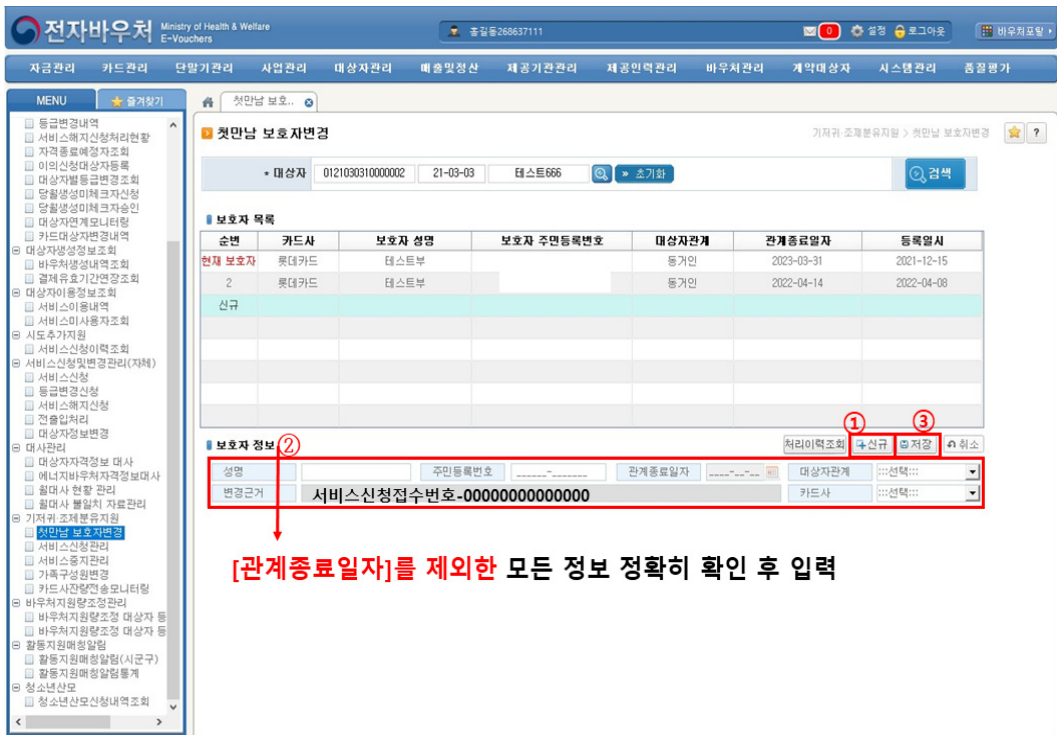 전자바우처 Ministry of Health & Welfare
E-Vouchers
홍길동268637111
0 설정 로그아웃 바우처포탈
자금관리 카드관리 단말기관리 사업관리 대상자관리 매출및정산 제공기관관리 제공인력관리 바우처관리 계약대상자 시스템관리 품질평가
MENU 즐겨찾기
첫만남 보호..
등급변경내역
서비스해지신청처리현황
자격종료예정자조회
이의신청대상자등록
대상자별등급변경조회
당월생성미체크자신청
당월생성미체크자승인
대상자연계모니터링
카드대상자변경내역
대상자생성정보조회
바우처생성내역조회
결제유효기간연장조회
대상자이용정보조회
서비스이용내역
서비스미사용자조회
시도추가지원
서비스신청이력조회
서비스신청및변경관리(자체)
서비스신청
등급변경신청
서비스해지신청
전출입처리
대상자정보변경
대사관리
대상자자격정보 대사
에너지바우처자격정보대사
월대사 현황 관리
월대사 불일치 자료관리
기저귀·조제분유지원
첫만남 보호자변경
서비스신청관리
서비스중지관리
가족구성원변경
카드사잔량전송모니터링
바우처지원량조정관리
바우처지원량조정 대상자 등
바우처지원량조정 대상자 등
활동지원매칭알림
활동지원매칭알림(시군구)
활동지원매칭알림통계
청소년산모
청소년산모신청내역조회
첫만남 보호자변경
기저귀·조제분유지원 > 첫만남 보호자변경
?
대상자 0121030310000002 21-03-03 테스트666 » 초기화 검색
보호자 목록
순번 카드사 보호자 성명 보호자 주민등록번호 대상자관계 관계종료일자 등록일시
현재 보호자 롯데카드 테스트부 동거인 2023-03-31 2021-12-15
2 롯데카드 테스트부 동거인 2022-04-14 2022-04-08
신규
① ③
보호자 정보 ② 처리이력조회 신규 저장 취소
성명 주민등록번호 ______-_______ 관계종료일자 ____-__-__ 대상자관계 :::선택:::
변경근거 서비스신청접수번호-00000000000000 카드사 :::선택:::
[관계종료일자]를 제외한 모든 정보 정확히 확인 후 입력